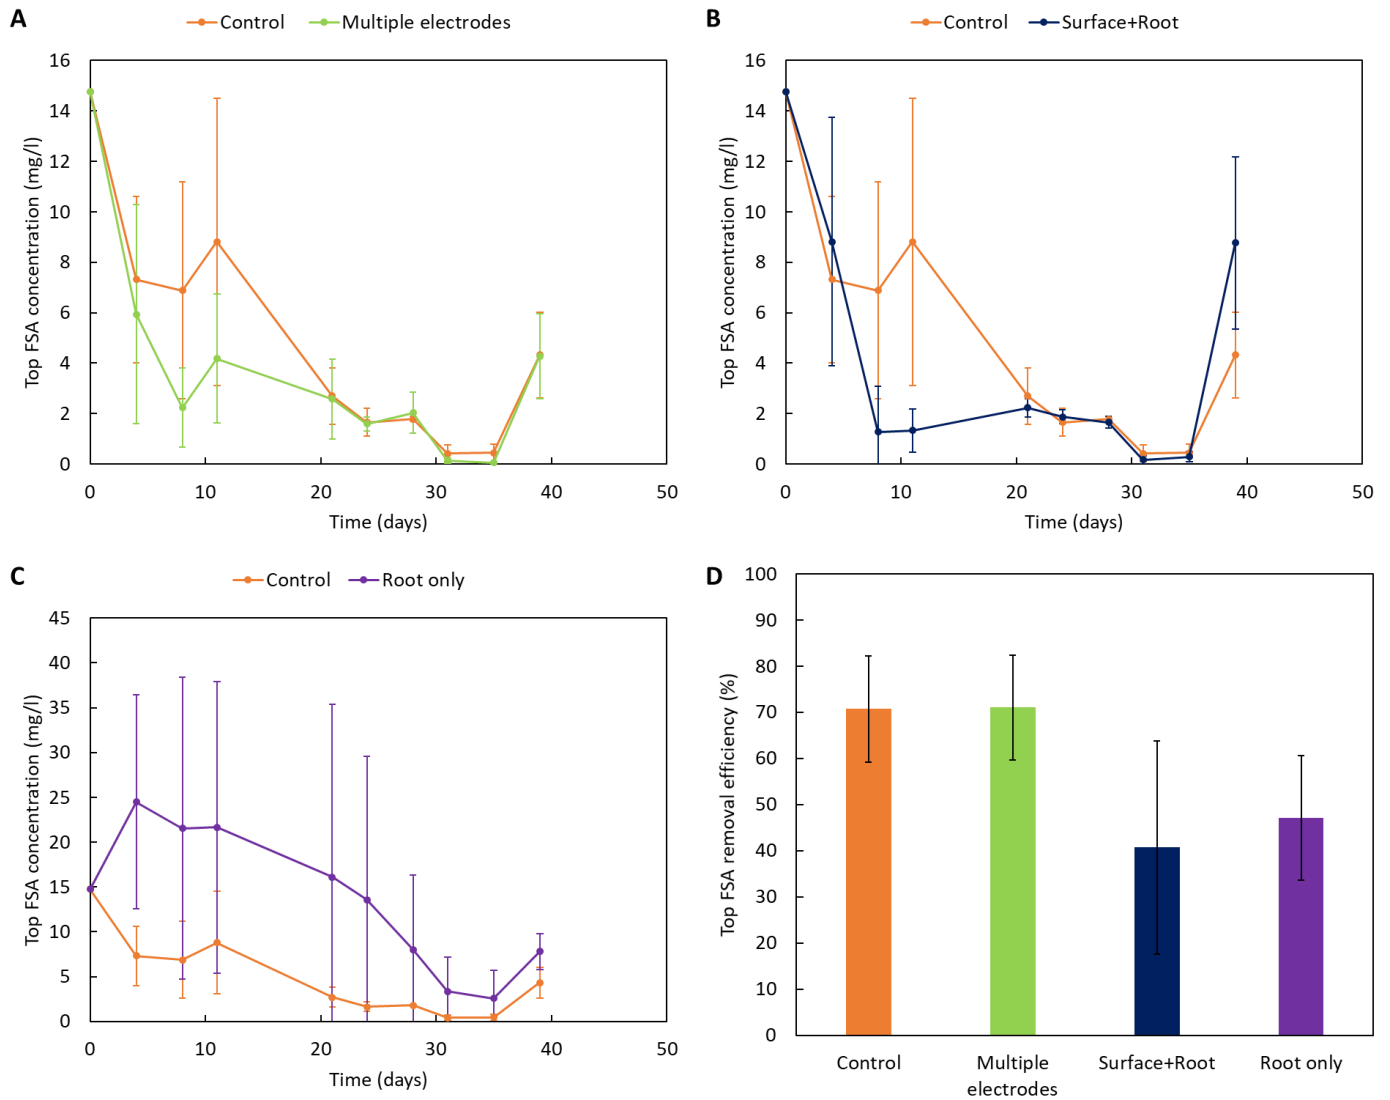 A
Control
Multiple electrodes
16
14
12
10
8
6
4
2
0
Top FSA concentration (mg/l)
0 10 20 30 40 50
Time (days)
B
Control
Surface+Root
16
14
12
10
8
6
4
2
0
Top FSA concentration (mg/l)
0 10 20 30 40 50
Time (days)
C
Control
Root only
45
40
35
30
25
20
15
10
5
0
Top FSA concentration (mg/l)
0 10 20 30 40 50
Time (days)
D
100
90
80
70
60
50
40
30
20
10
0
Top FSA removal efficiency (%)
Control
Multiple
electrodes
Surface+Root
Root only